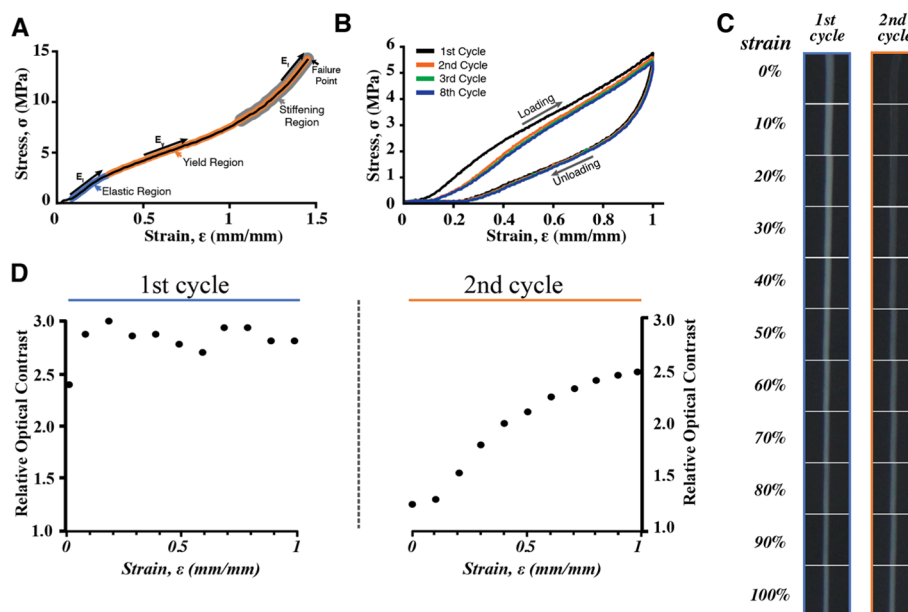 A
Stress, σ (MPa)
15
10
5
0
0
0.5
1
1.5
Strain, ε (mm/mm)
Elastic Region
Yield Region
Stiffening
Region
Failure
Point
B
Stress, σ (MPa)
6
5
4
3
2
1
0
0
0.2
0.4
0.6
0.8
1
Strain, ε (mm/mm)
1st Cycle
2nd Cycle
3rd Cycle
8th Cycle
Loading
Unloading
C
strain
1st
cycle
2nd
cycle
0%
10%
20%
30%
40%
50%
60%
70%
80%
90%
100%
D
1st cycle
2nd cycle
Relative Optical Contrast
3.0
2.5
2.0
1.5
1.0
0
0.5
1
Strain, ε (mm/mm)
0
0.5
1
Strain, ε (mm/mm)
3.0
2.5
2.0
1.5
1.0
Relative Optical Contrast